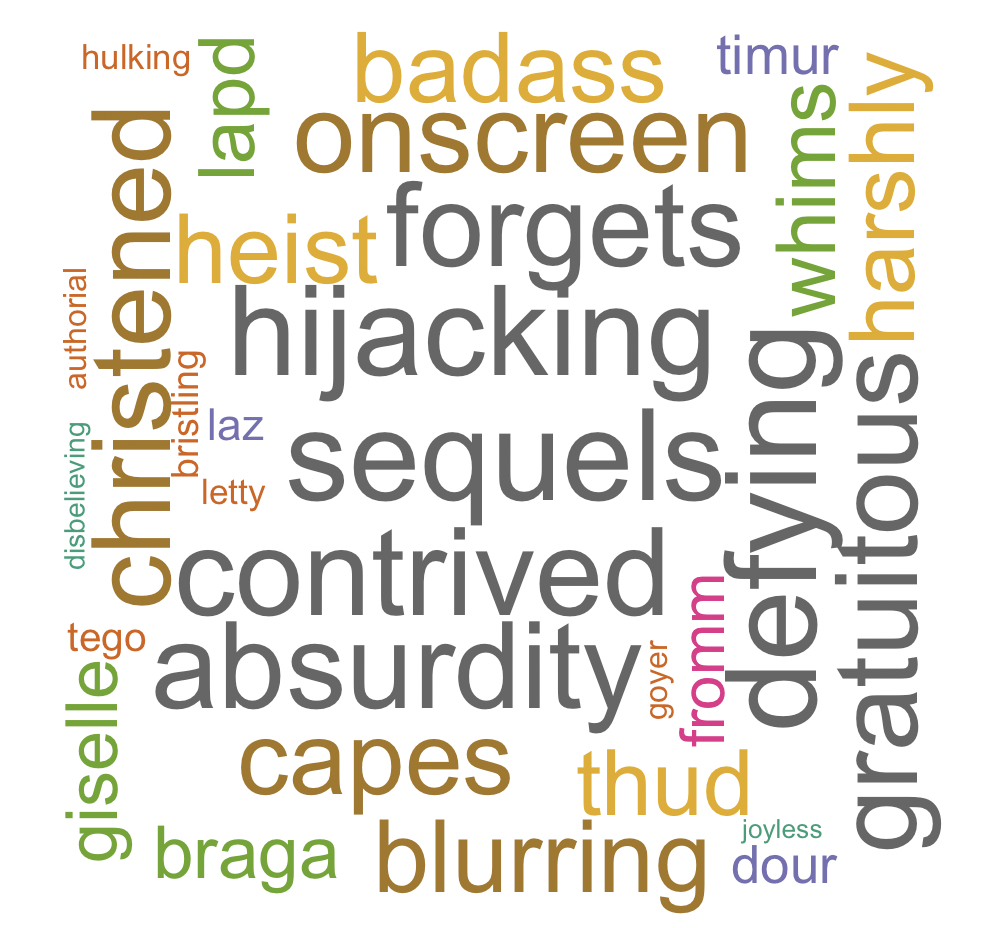 hulking
lapd
badass
timur
onscreen
whims
harshly
christened
forgets
heist
authorial
hijacking
bristling
laz
sequels
defying
gratuitous
disbelieving
letty
contrived
fromm
tego
absurdity
goyer
giselle
capes
thud
braga
blurring
joyless
dour